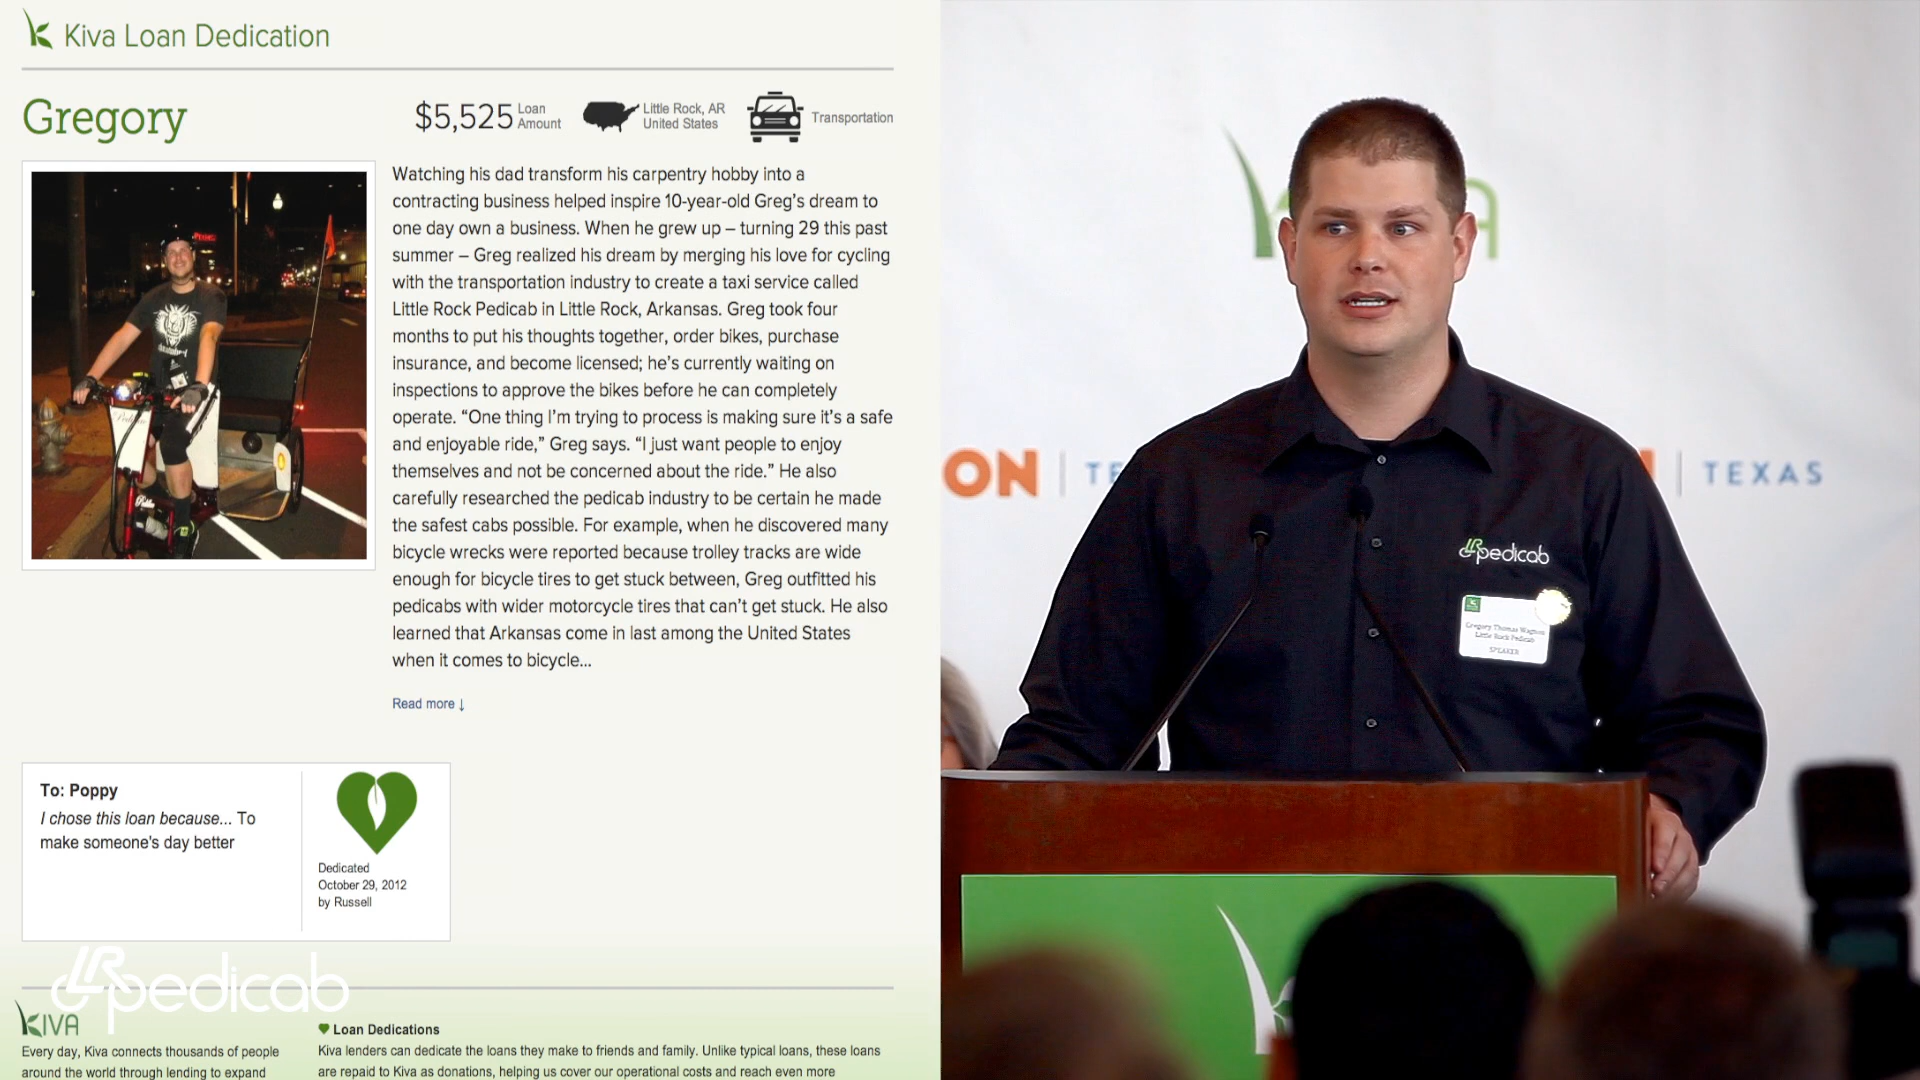 Kiva Loan Dedication
Gregory
$5,525 Loan Amount
Little Rock, AR
United States
Transportation
Watching his dad transform his carpentry hobby into a
contracting business helped inspire 10-year-old Greg's dream to
one day own a business. When he grew up – turning 29 this past
summer – Greg realized his dream by merging his love for cycling
with the transportation industry to create a taxi service called
Little Rock Pedicab in Little Rock, Arkansas. Greg took four
months to put his thoughts together, order bikes, purchase
insurance, and become licensed; he's currently waiting on
inspections to approve the bikes before he can completely
operate. “One thing I'm trying to process is making sure it's a safe
and enjoyable ride,” Greg says. “I just want people to enjoy
themselves and not be concerned about the ride.” He also
carefully researched the pedicab industry to be certain he made
the safest cabs possible. For example, when he discovered many
bicycle wrecks were reported because trolley tracks are wide
enough for bicycle tires to get stuck between, Greg outfitted his
pedicabs with wider motorcycle tires that can't get stuck. He also
learned that Arkansas come in last among the United States
when it comes to bicycle...
Read more ↓
To: Poppy
I chose this loan because... To
make someone's day better
Dedicated
October 29, 2012
by Russell
LRpedicab
KIVA
Every day, Kiva connects thousands of people
around the world through lending to expand
Loan Dedications
Kiva lenders can dedicate the loans they make to friends and family. Unlike typical loans, these loans
are repaid to Kiva as donations, helping us cover our operational costs and reach even more
ON | TE
TEXAS
LRpedicab
Gregory Thomas Wagnon
Little Rock Pedicab
SPEAKER